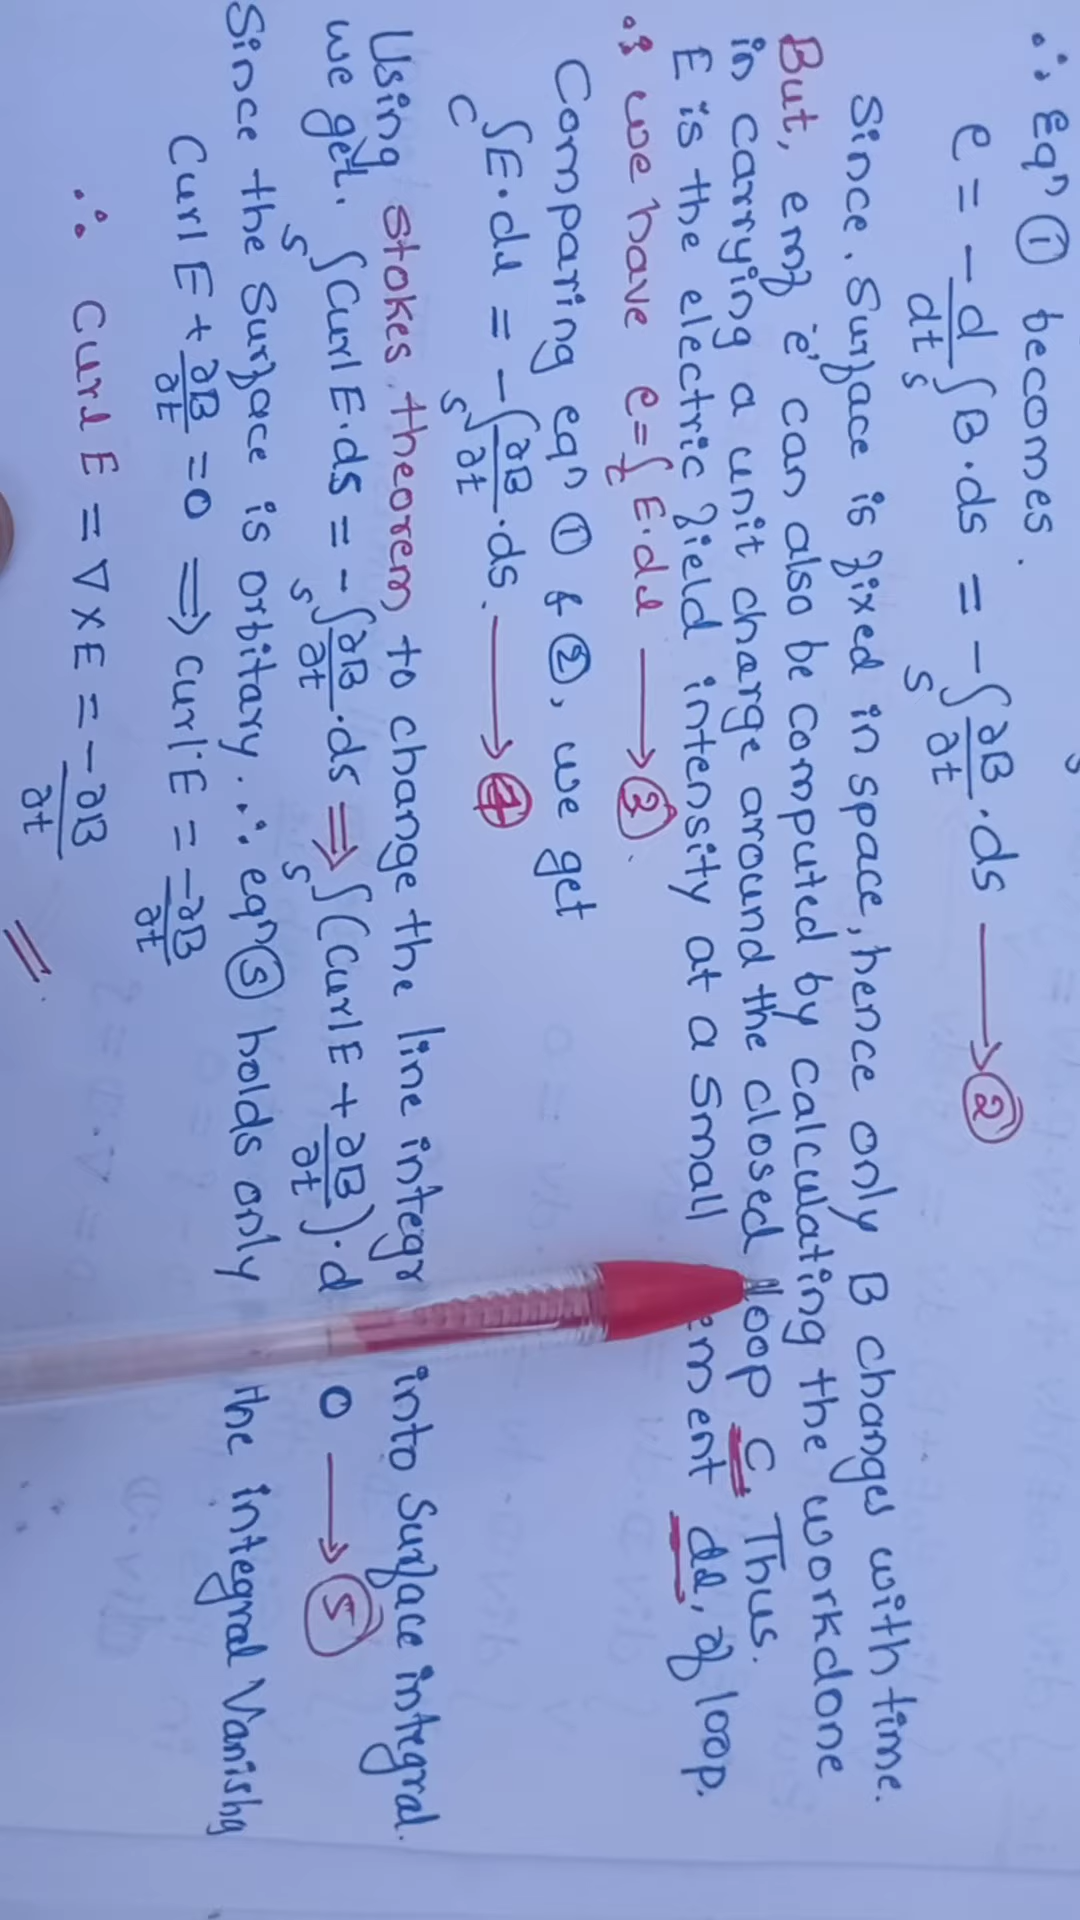 ∴ Eqⁿ ① becomes.
e = - d/dt ∫ₛ B·ds = - ∫ₛ ∂B/∂t · ds ⟶ ②
Since, Surface is fixed in space, hence only B changes with time.
But, emf 'e' can also be computed by calculating the workdone
in carrying a unit charge around the closed loop C. Thus.
E is the electric field intensity at a small ement dl, of loop.
∴ we have e = ∫c E·dl ⟶ ③.
Comparing eqⁿ ① & ②, we get
∫c E·dl = - ∫ₛ ∂B/∂t · ds. ⟶ ④
Using stokes theorem to change the line integr into Surface integral.
we get. ∫ₛ Curl E·ds = - ∫ₛ ∂B/∂t · ds ⟹ ∫ₛ (Curl E + ∂B/∂t)·d 0 ⟶ ⑤
Since the Surface is orbitary. ∴ eqⁿ ⑤ holds only the integral Vanishg
Curl E + ∂B/∂t = 0 ⟹ Curl E = -∂B/∂t
∴ Curl E = ∇ × E = -∂B/∂t